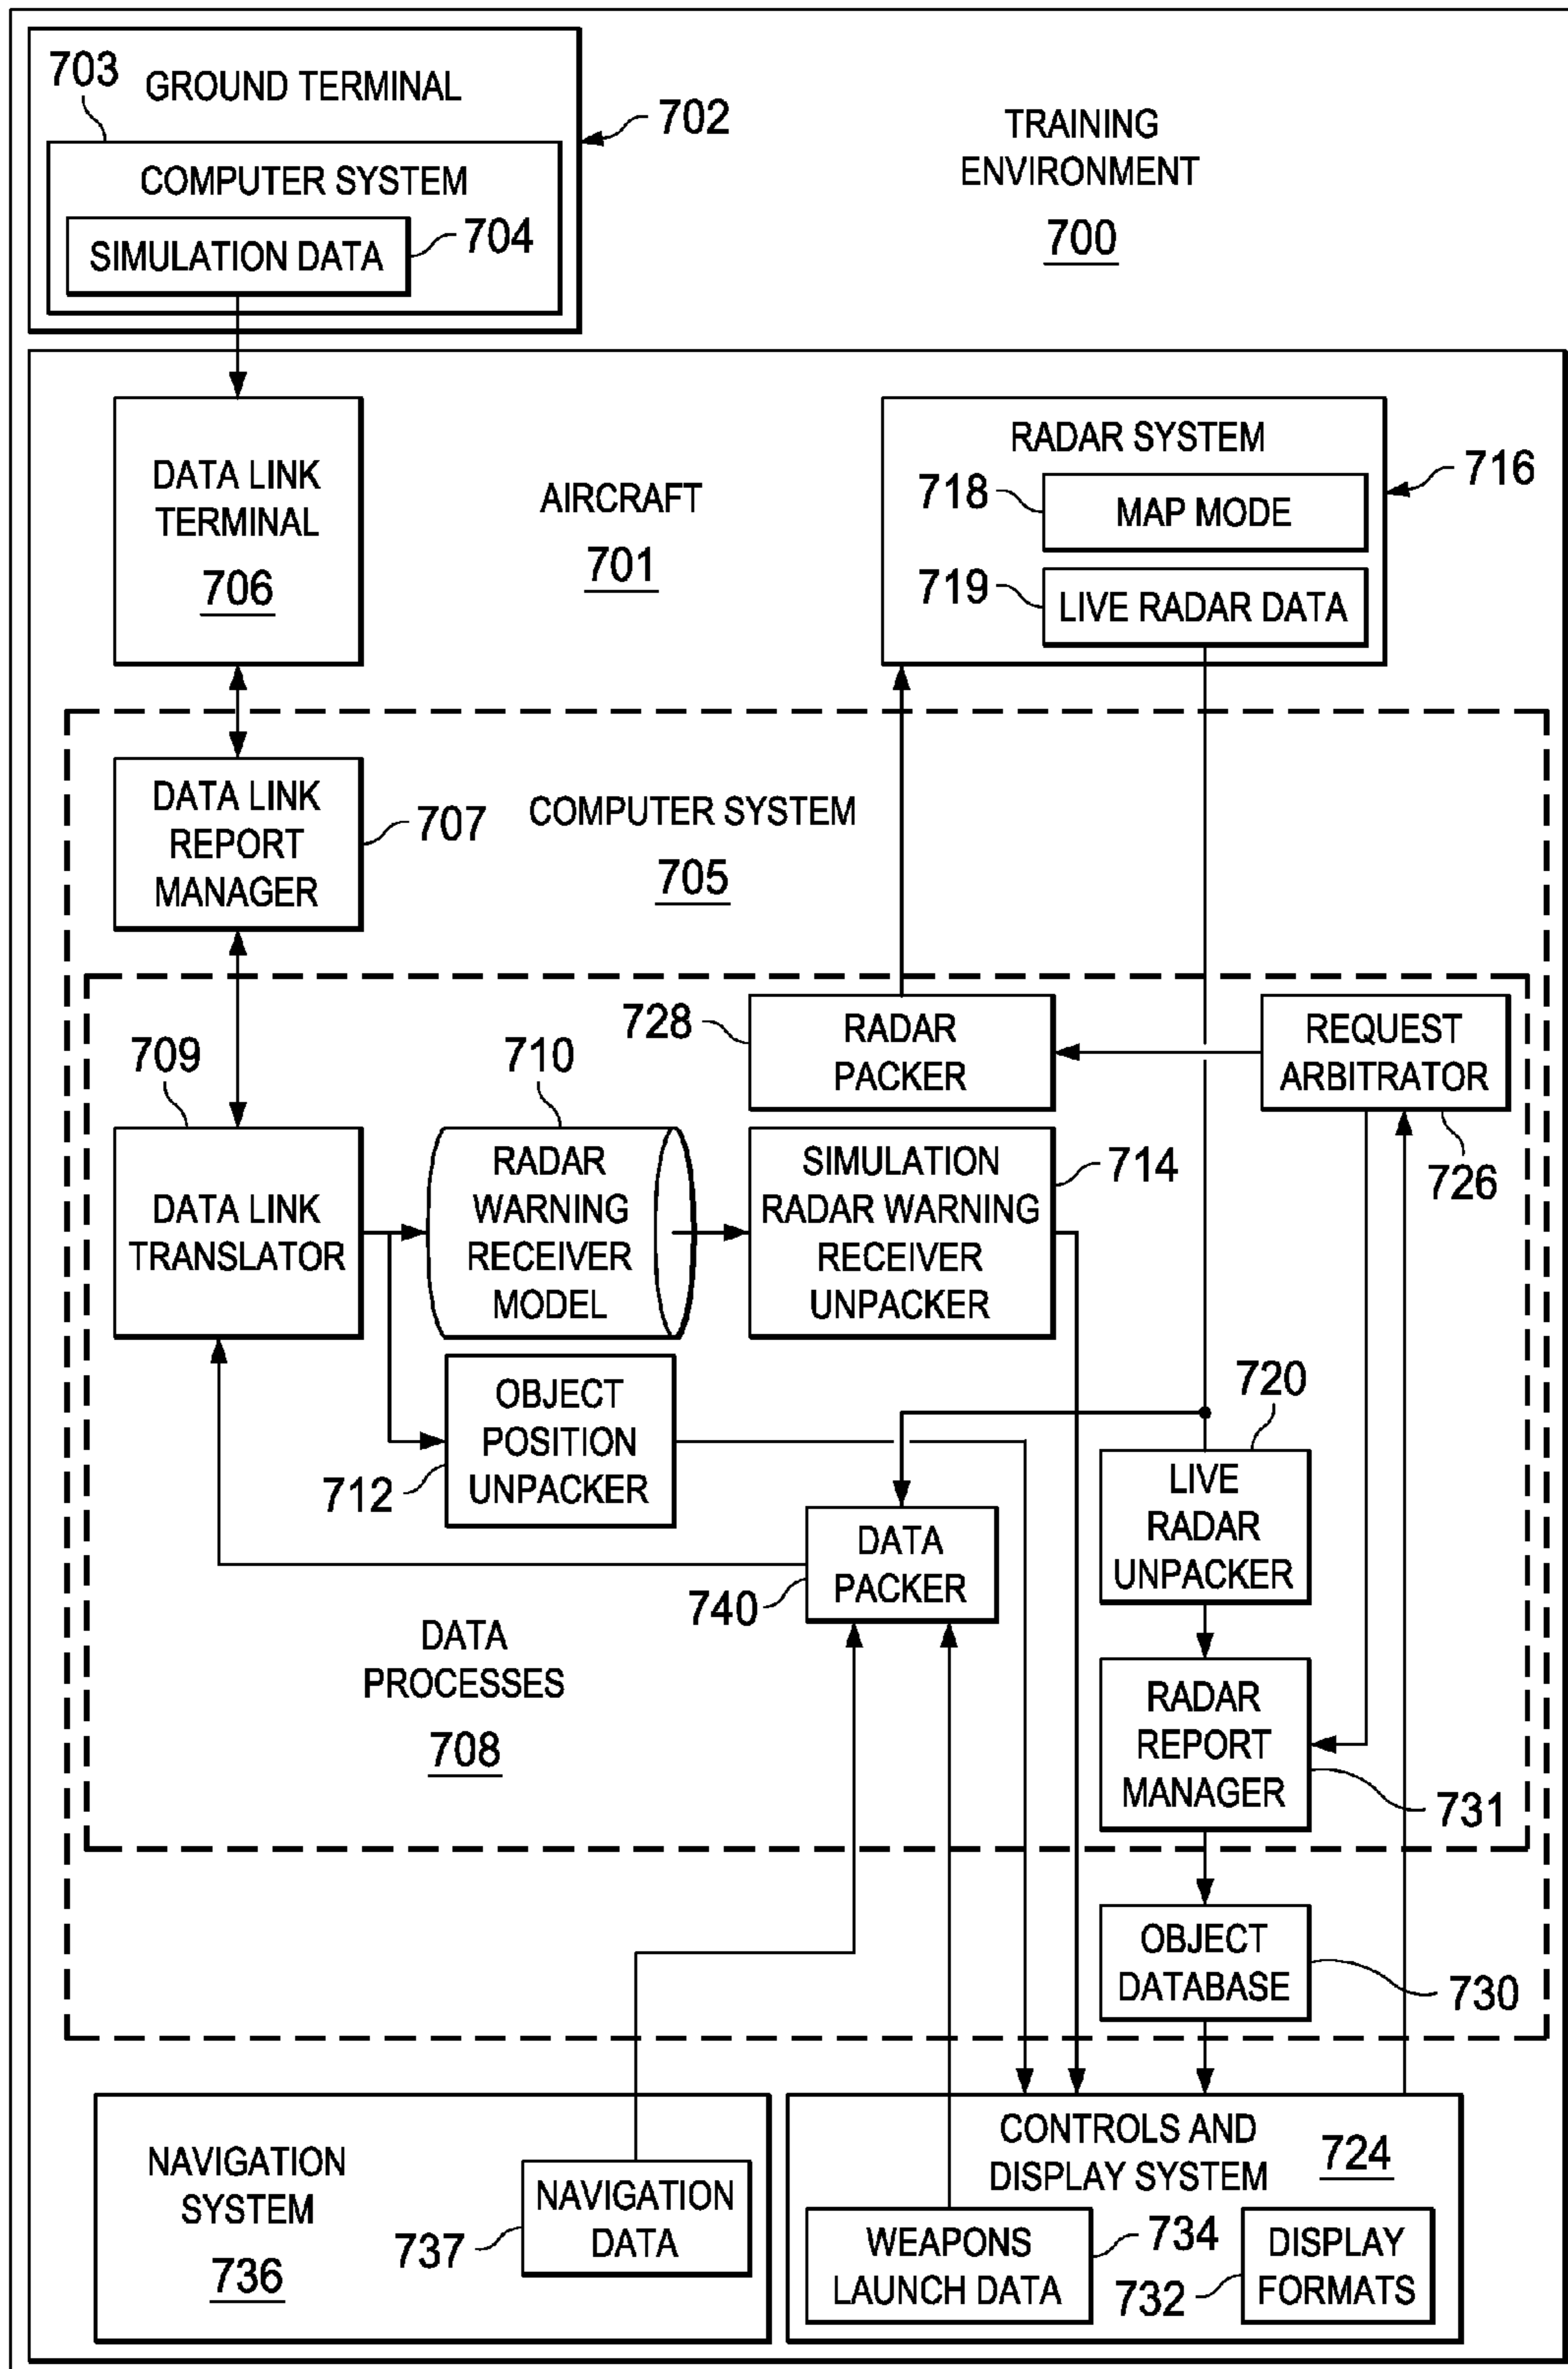 703
GROUND TERMINAL
702
COMPUTER SYSTEM
SIMULATION DATA
704
TRAINING
ENVIRONMENT
700
DATA LINK
TERMINAL
706
AIRCRAFT
701
RADAR SYSTEM
716
718
MAP MODE
719
LIVE RADAR DATA
DATA LINK
REPORT
MANAGER
707
COMPUTER SYSTEM
705
728
RADAR
PACKER
REQUEST
ARBITRATOR
726
709
DATA LINK
TRANSLATOR
710
RADAR
WARNING
RECEIVER
MODEL
SIMULATION
RADAR WARNING
RECEIVER
UNPACKER
714
OBJECT
POSITION
UNPACKER
712
720
LIVE
RADAR
UNPACKER
DATA
PACKER
740
DATA
PROCESSES
708
RADAR
REPORT
MANAGER
731
OBJECT
DATABASE
730
NAVIGATION
SYSTEM
736
NAVIGATION
DATA
737
CONTROLS AND
DISPLAY SYSTEM
724
WEAPONS
LAUNCH DATA
734
732
DISPLAY
FORMATS